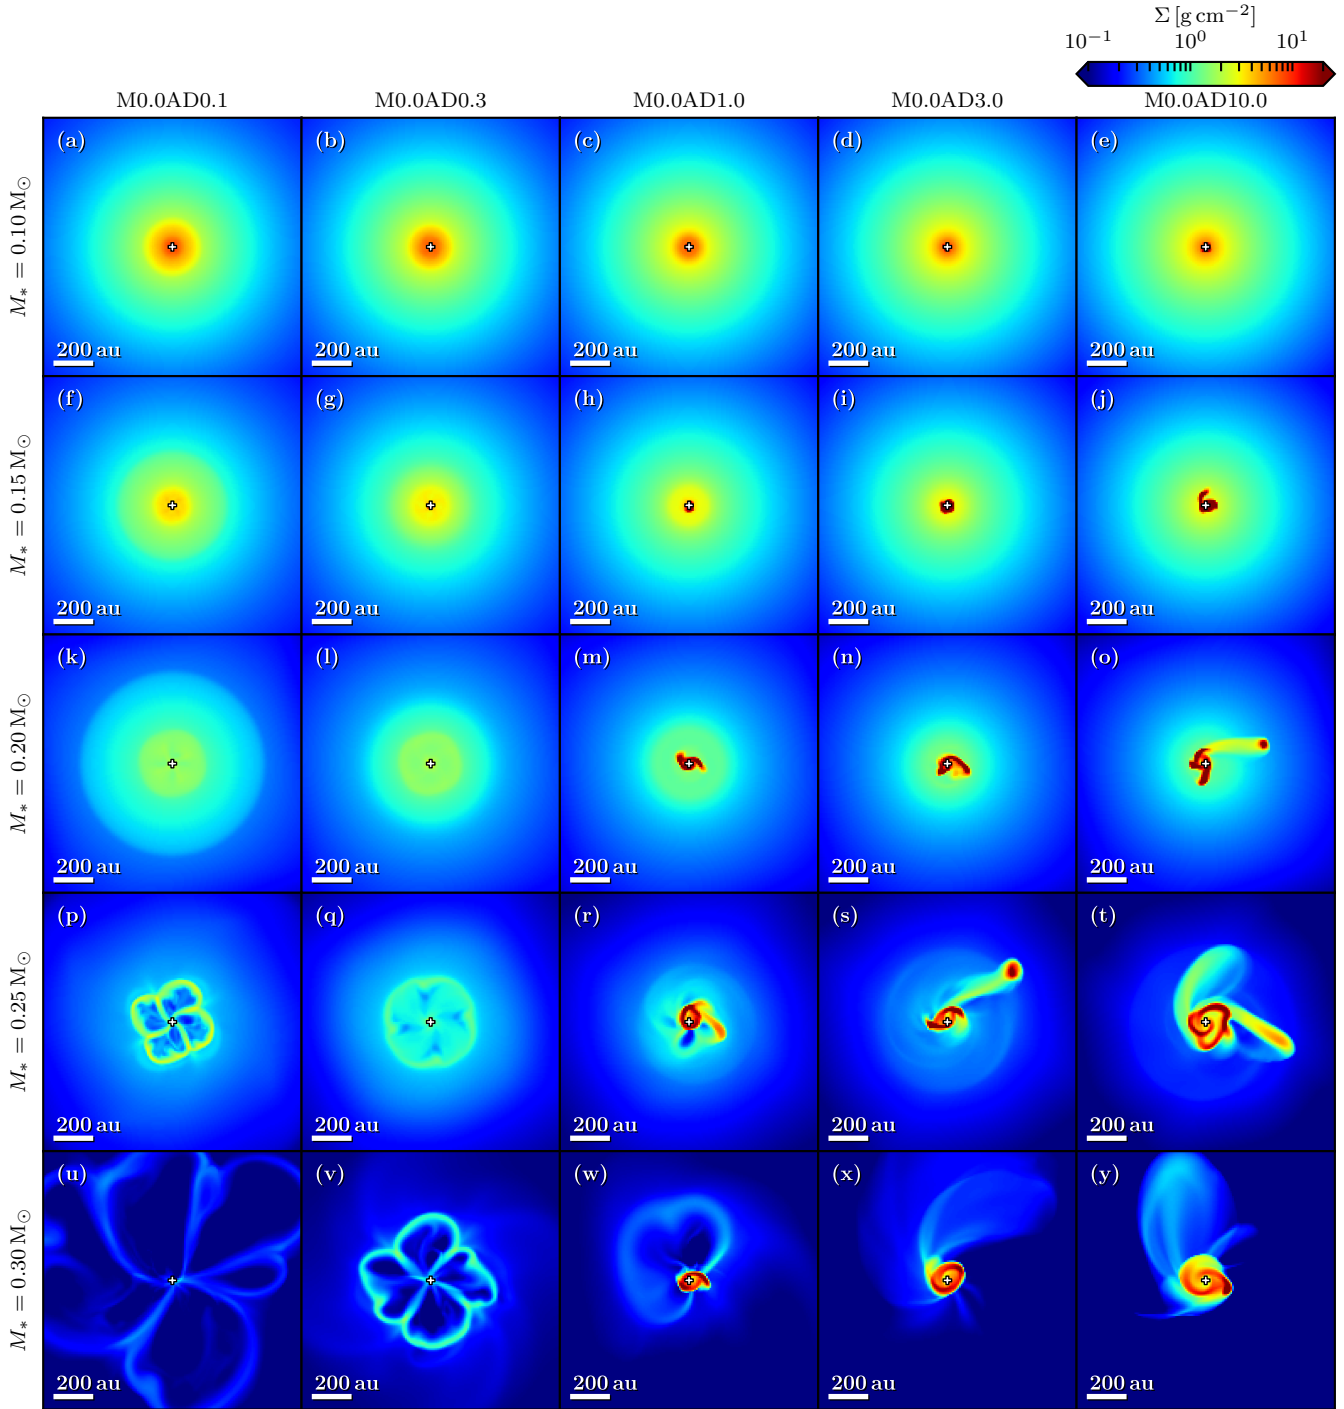 Σ [g cm⁻²]
10⁻¹ 10⁰ 10¹
M0.0AD0.1 M0.0AD0.3 M0.0AD1.0 M0.0AD3.0 M0.0AD10.0
M∗ = 0.10 M⊙
(a) (b) (c) (d) (e)
200 au 200 au 200 au 200 au 200 au
M∗ = 0.15 M⊙
(f) (g) (h) (i) (j)
200 au 200 au 200 au 200 au 200 au
M∗ = 0.20 M⊙
(k) (l) (m) (n) (o)
200 au 200 au 200 au 200 au 200 au
M∗ = 0.25 M⊙
(p) (q) (r) (s) (t)
200 au 200 au 200 au 200 au 200 au
M∗ = 0.30 M⊙
(u) (v) (w) (x) (y)
200 au 200 au 200 au 200 au 200 au